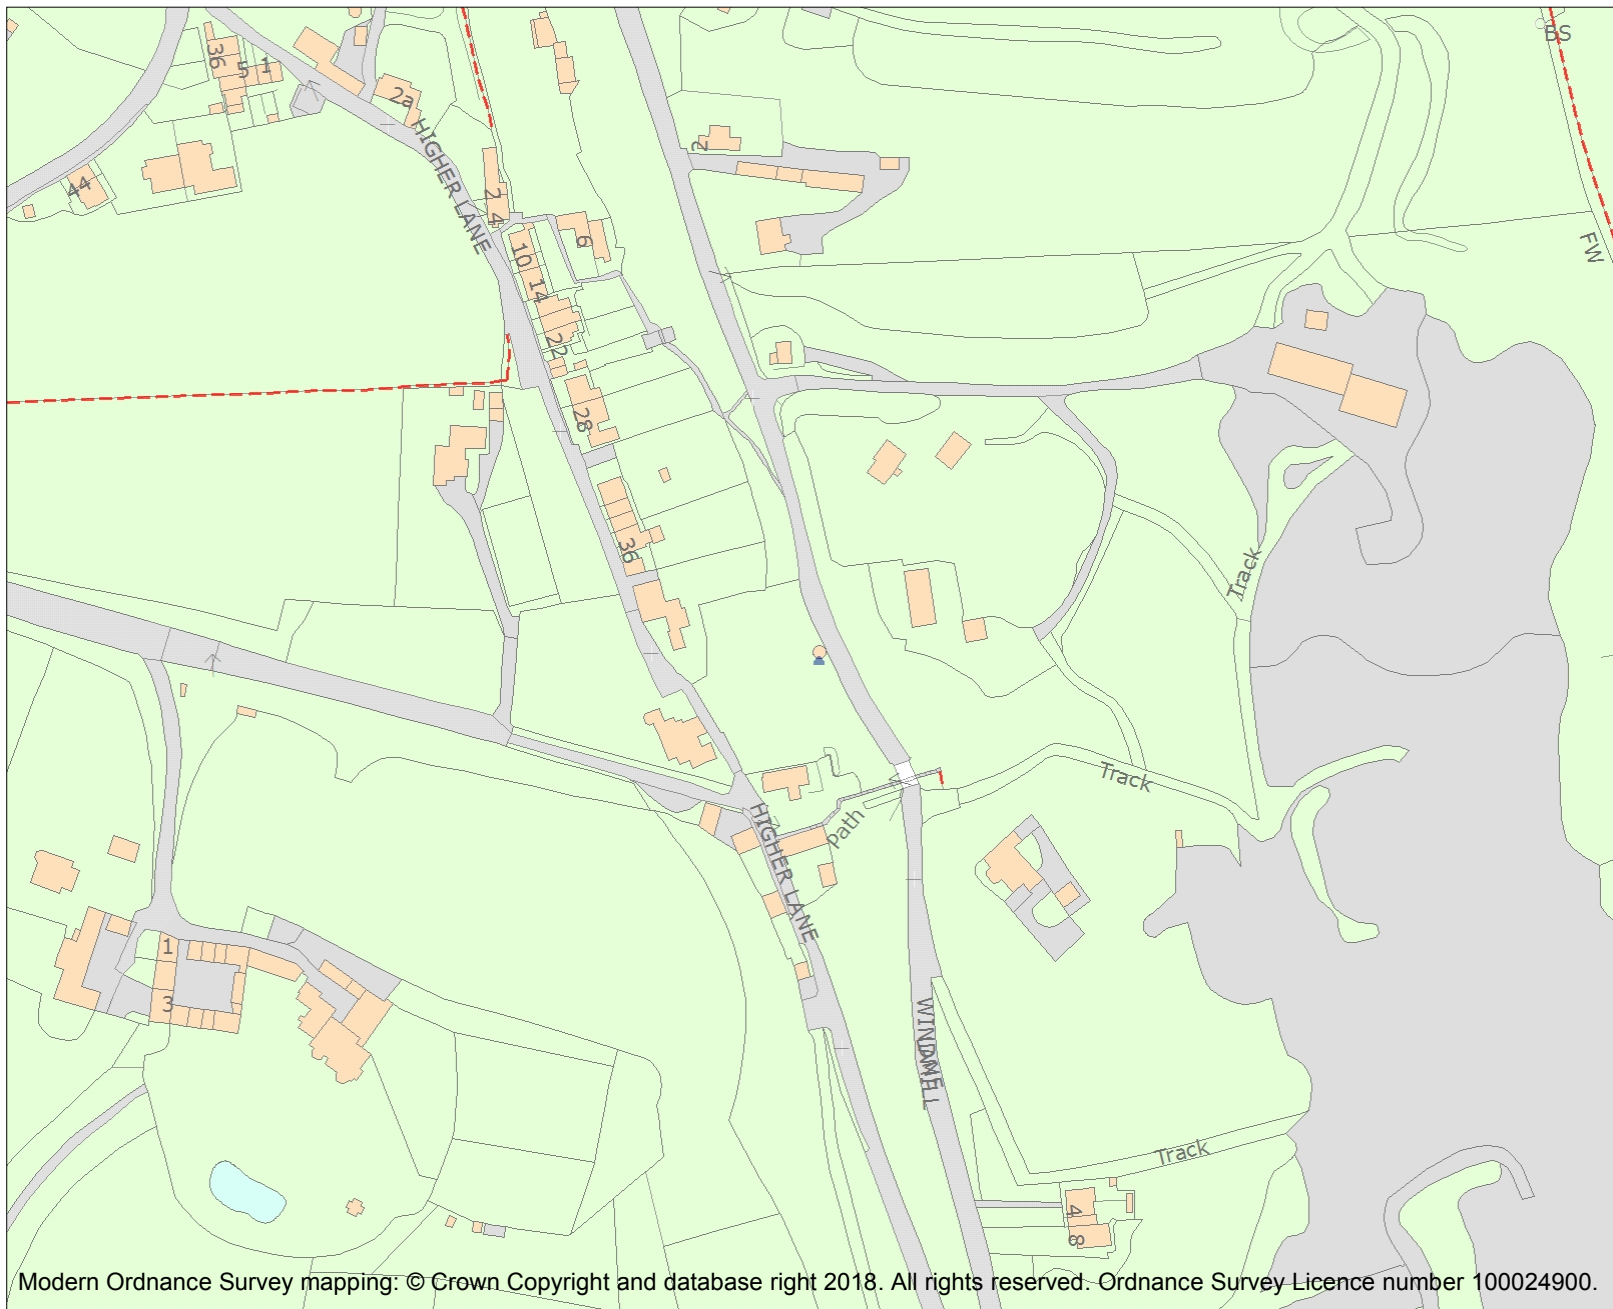 BS
36
5
1
2a
HIGHER LANE
2
44
2
4
6
10
FW
14
22
28
36
Track
Track
HIGHER LANE
Path
1
3
WINDMILL
LANE
Track
4
8
Modern Ordnance Survey mapping: © Crown Copyright and database right 2018. All rights reserved. Ordnance Survey Licence number 100024900.